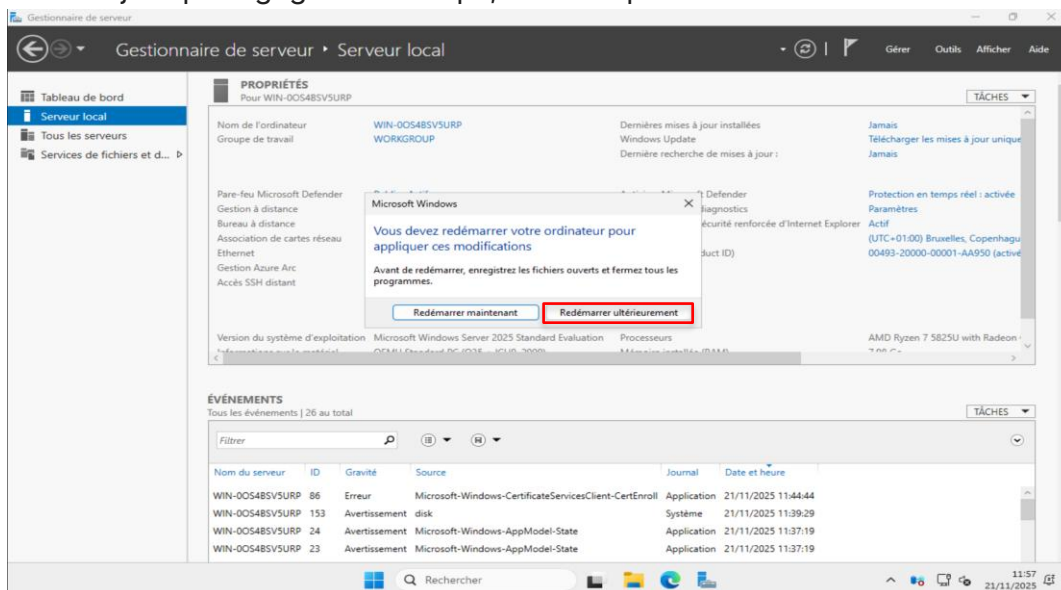 Gestionnaire de serveur
Gestionnaire de serveur • Serveur local
Gérer Outils Afficher Aide
Tableau de bord
Serveur local
Tous les serveurs
Services de fichiers et d...
PROPRIÉTÉS
Pour WIN-0OS4BSV5URP
TÂCHES
Nom de l'ordinateur WIN-0OS4BSV5URP Dernières mises à jour installées Jamais
Groupe de travail WORKGROUP Windows Update Télécharger les mises à jour unique
Dernière recherche de mises à jour : Jamais
Pare-feu Microsoft Defender Defender Protection en temps réel : activée
Gestion à distance diagnostics Paramètres
Bureau à distance écurité renforcée d'Internet Explorer Actif
Association de cartes réseau (UTC+01:00) Bruxelles, Copenhagu
Ethernet duct ID) 00493-20000-00001-AA950 (activé
Gestion Azure Arc
Accès SSH distant
Microsoft Windows
Vous devez redémarrer votre ordinateur pour
appliquer ces modifications
Avant de redémarrer, enregistrez les fichiers ouverts et fermez tous les
programmes.
Redémarrer maintenant Redémarrer ultérieurement
Version du système d'exploitation Microsoft Windows Server 2025 Standard Evaluation Processeurs AMD Ryzen 7 5825U with Radeon
ÉVÉNEMENTS
Tous les événements | 26 au total
TÂCHES
Filtrer
Nom du serveur ID Gravité Source Journal Date et heure
WIN-0OS4BSV5URP 86 Erreur Microsoft-Windows-CertificateServicesClient-CertEnroll Application 21/11/2025 11:44:44
WIN-0OS4BSV5URP 153 Avertissement disk Système 21/11/2025 11:39:29
WIN-0OS4BSV5URP 24 Avertissement Microsoft-Windows-AppModel-State Application 21/11/2025 11:37:19
WIN-0OS4BSV5URP 23 Avertissement Microsoft-Windows-AppModel-State Application 21/11/2025 11:37:19
Rechercher
11:57
21/11/2025